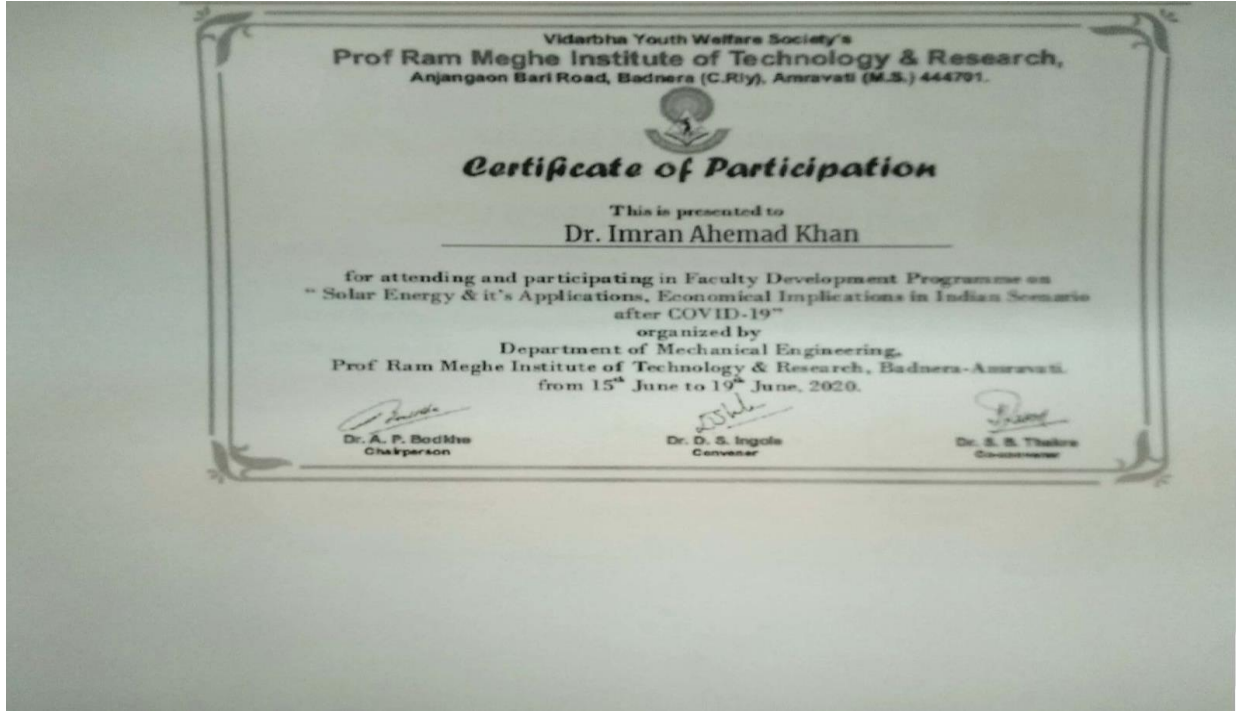 Vidarbha Youth Welfare Society's
Prof Ram Meghe Institute of Technology & Research,
Anjangaon Bari Road, Badnera (C.Rly), Amravati (M.S.) 444701.
Certificate of Participation
This is presented to
Dr. Imran Ahemad Khan
for attending and participating in Faculty Development Programme on
“ Solar Energy & it's Applications, Economical Implications in Indian Scenario
after COVID-19”
organized by
Department of Mechanical Engineering,
Prof Ram Meghe Institute of Technology & Research, Badnera-Amravati.
from 15th June to 19th June, 2020.
Dr. A. P. Bodkhe Dr. D. S. Ingole Dr. S. B. Thakre
Chairperson Convener Co-convener